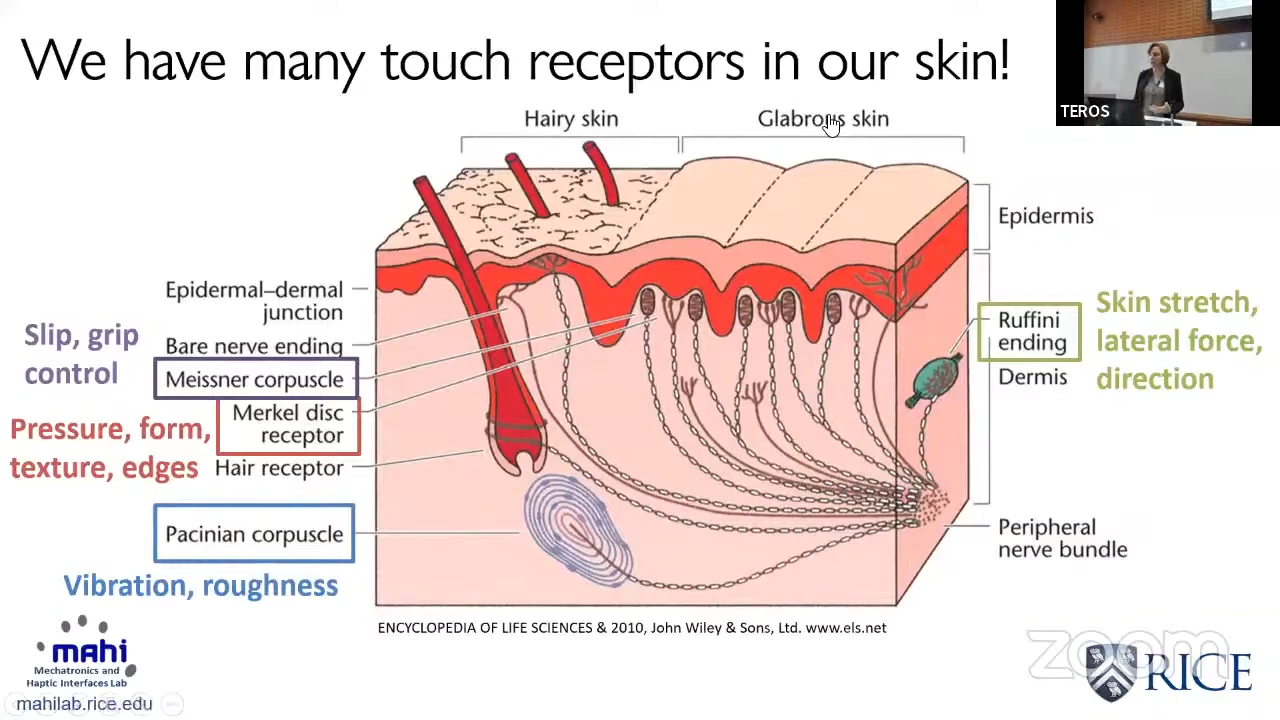 We have many touch receptors in our skin!
TEROS
Hairy skin
Glabrous skin
Epidermis
Epidermal–dermal
junction
Bare nerve ending
Slip, grip
control
Meissner corpuscle
Merkel disc
receptor
Pressure, form,
texture, edges
Hair receptor
Pacinian corpuscle
Vibration, roughness
Ruffini
ending
Skin stretch,
lateral force,
direction
Dermis
Peripheral
nerve bundle
ENCYCLOPEDIA OF LIFE SCIENCES & 2010, John Wiley & Sons, Ltd. www.els.net
mahi
Mechatronics and
Haptic Interfaces Lab
mahilab.rice.edu
zoom
RICE